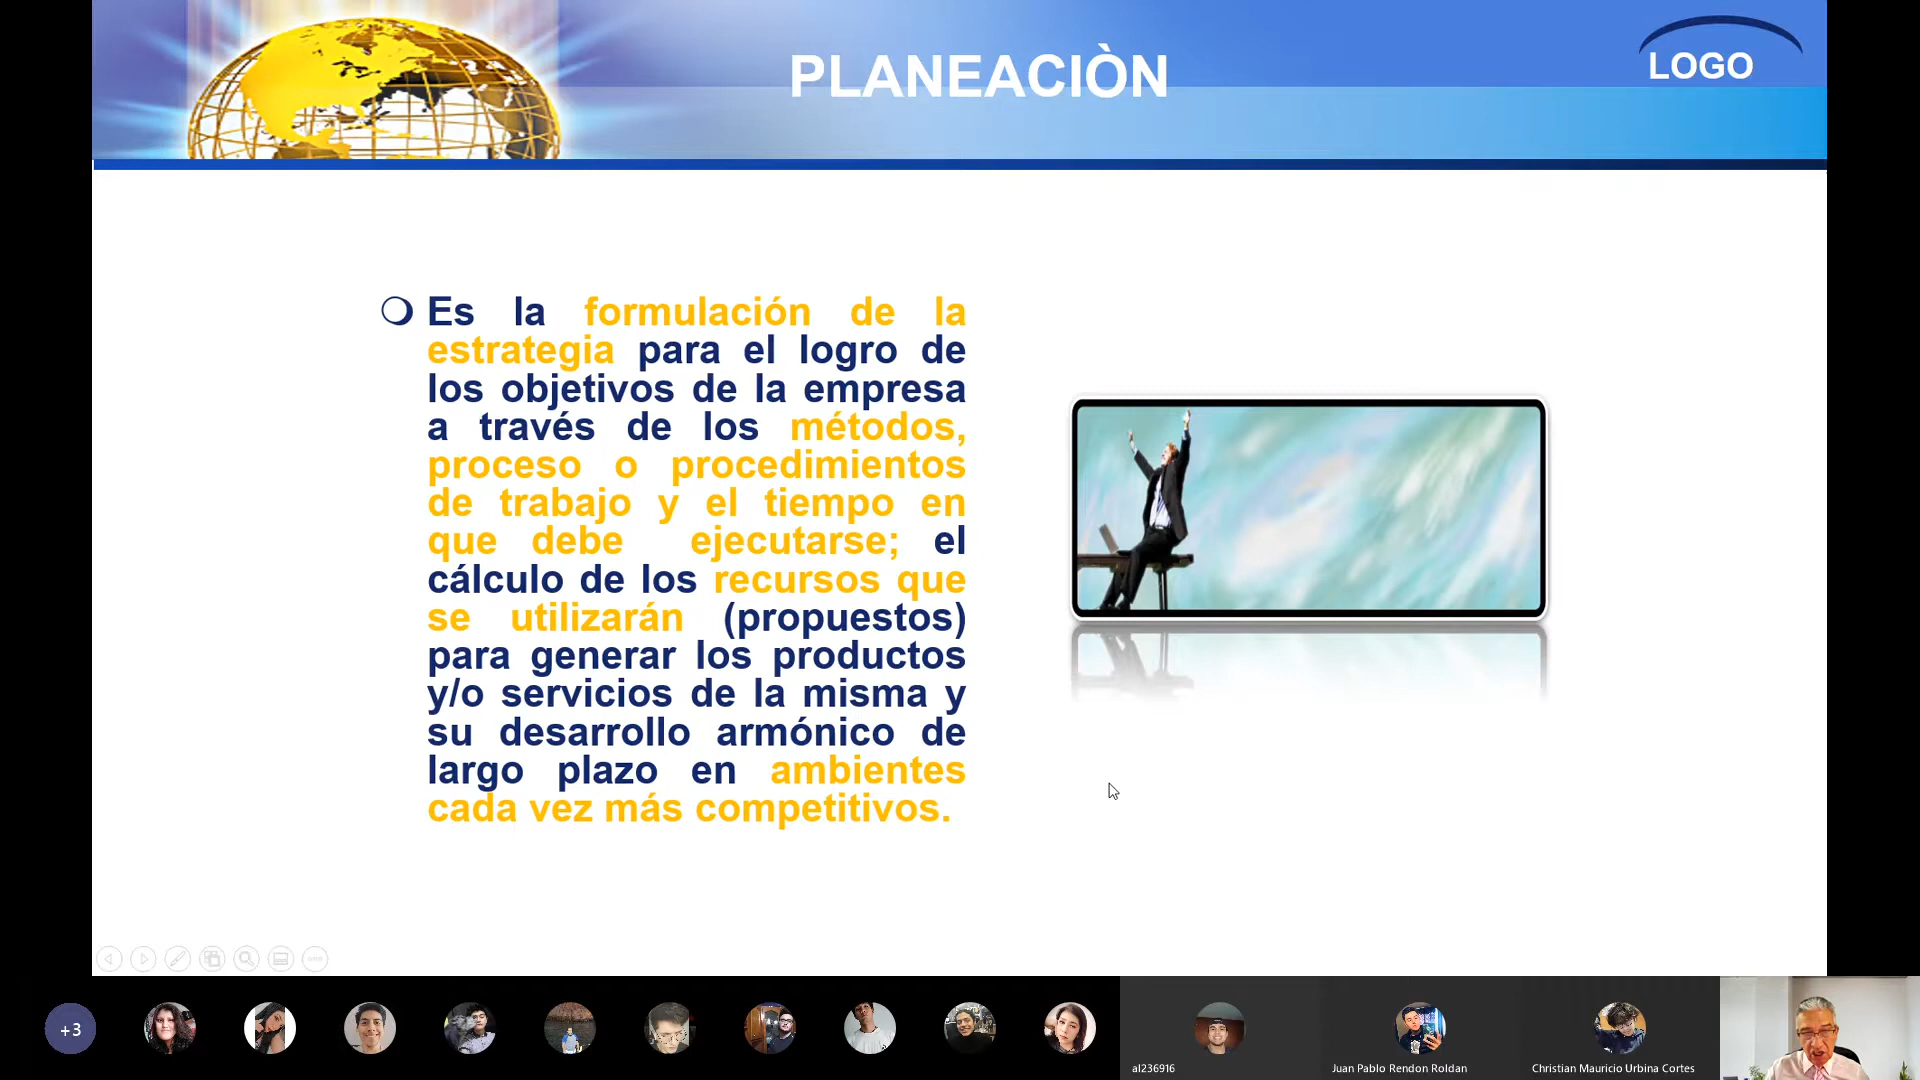 PLANEACIÒN
LOGO
Es la formulación de la
estrategia para el logro de
los objetivos de la empresa
a través de los métodos,
proceso o procedimientos
de trabajo y el tiempo en
que debe ejecutarse; el
cálculo de los recursos que
se utilizarán (propuestos)
para generar los productos
y/o servicios de la misma y
su desarrollo armónico de
largo plazo en ambientes
cada vez más competitivos.
+3
al236916
Juan Pablo Rendon Roldan
Christian Mauricio Urbina Cortes